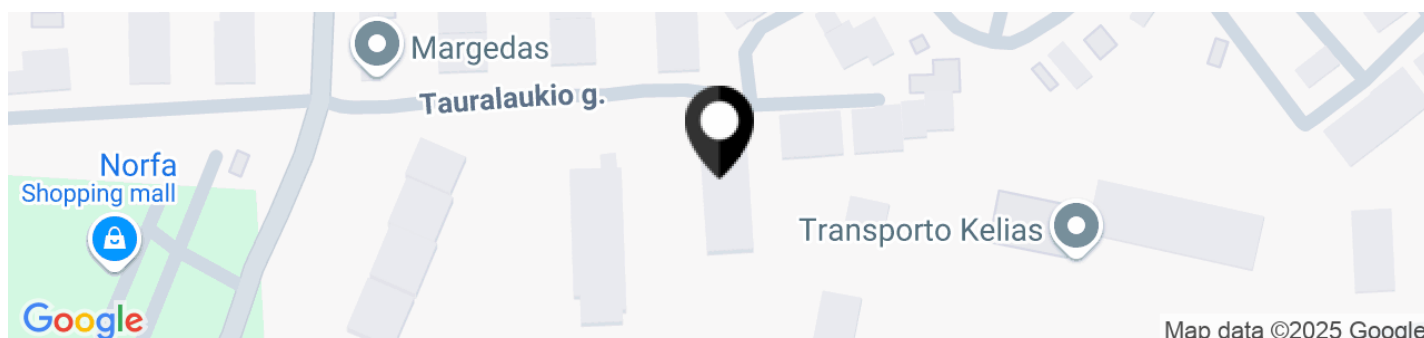 Margedas
Tauralaukio g.
Norfa
Shopping mall
Transporto Kelias
Google
Map data ©2025 Google